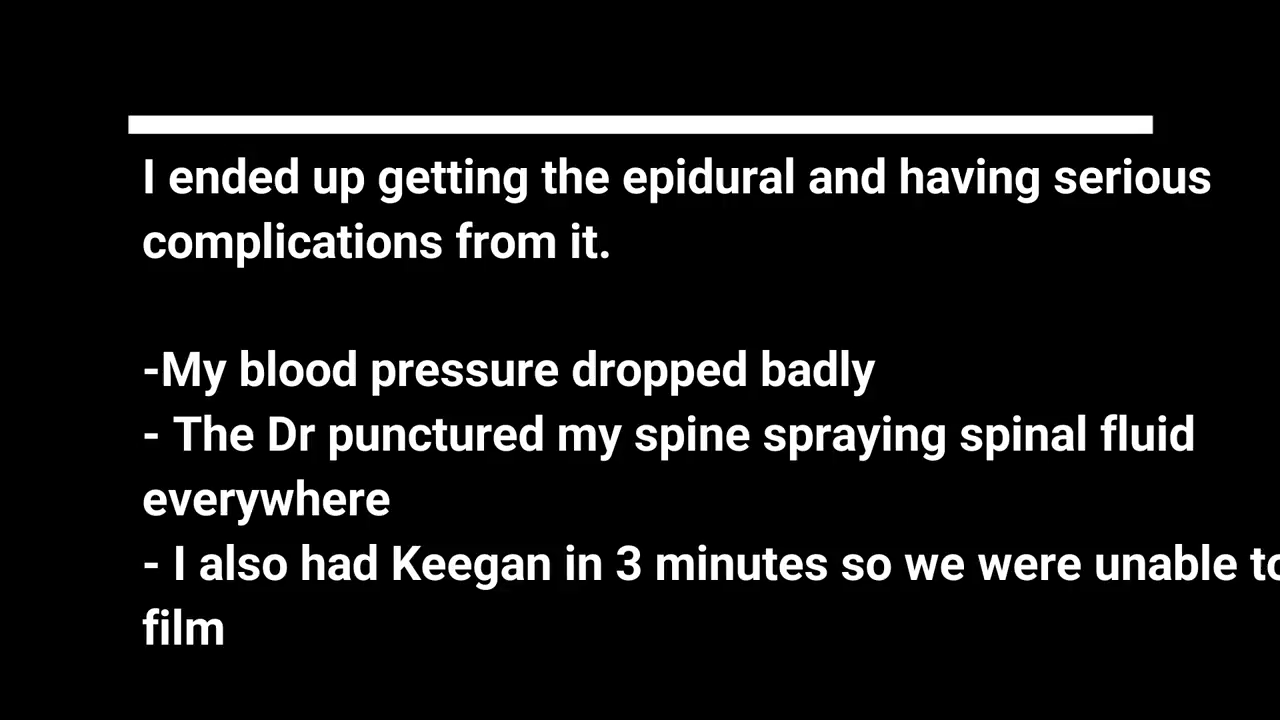 I ended up getting the epidural and having serious
complications from it.
-My blood pressure dropped badly
- The Dr punctured my spine spraying spinal fluid
everywhere
- I also had Keegan in 3 minutes so we were unable to
film